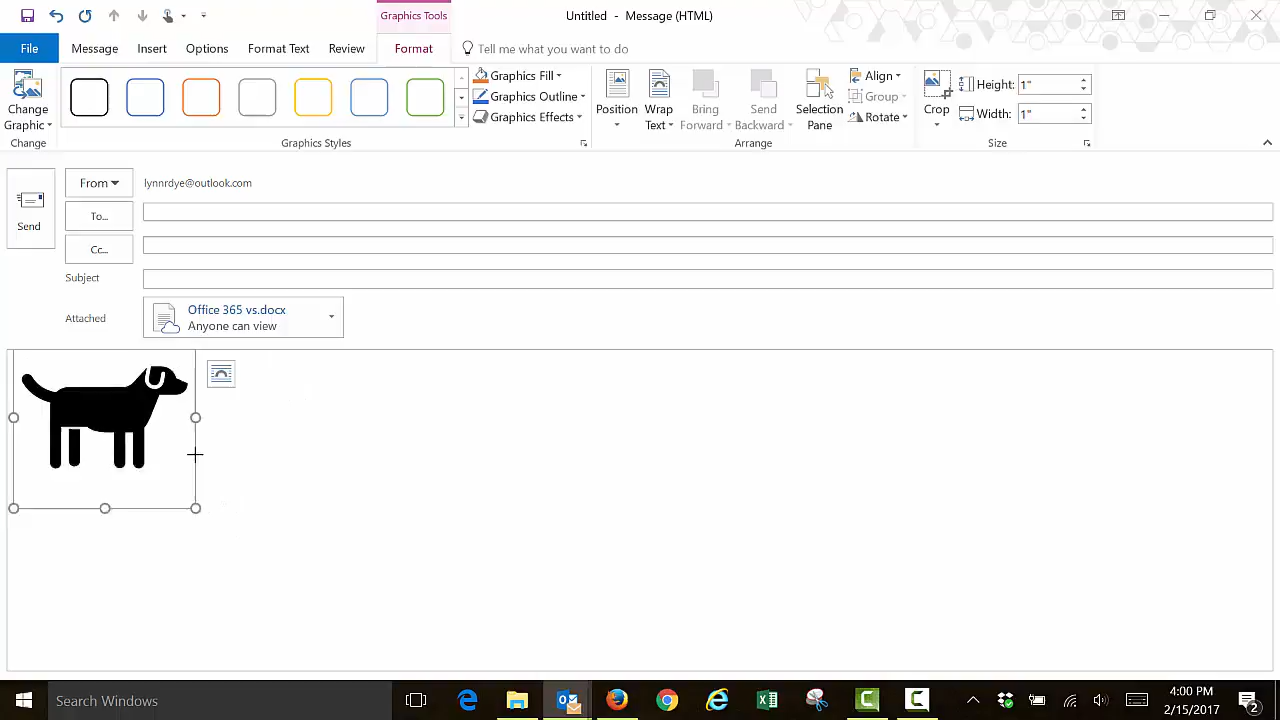 Graphics Tools
Untitled - Message (HTML)
File
Message
Insert
Options
Format Text
Review
Format
Tell me what you want to do
Change Graphic
Change
Graphics Fill
Graphics Outline
Graphics Effects
Graphics Styles
Position
Wrap Text
Bring Forward
Send Backward
Selection Pane
Align
Group
Rotate
Arrange
Crop
Height: 1"
Width: 1"
Size
Send
From
lynnrdye@outlook.com
To...
Cc...
Subject
Attached
Office 365 vs.docx
Anyone can view
Search Windows
4:00 PM
2/15/2017
2